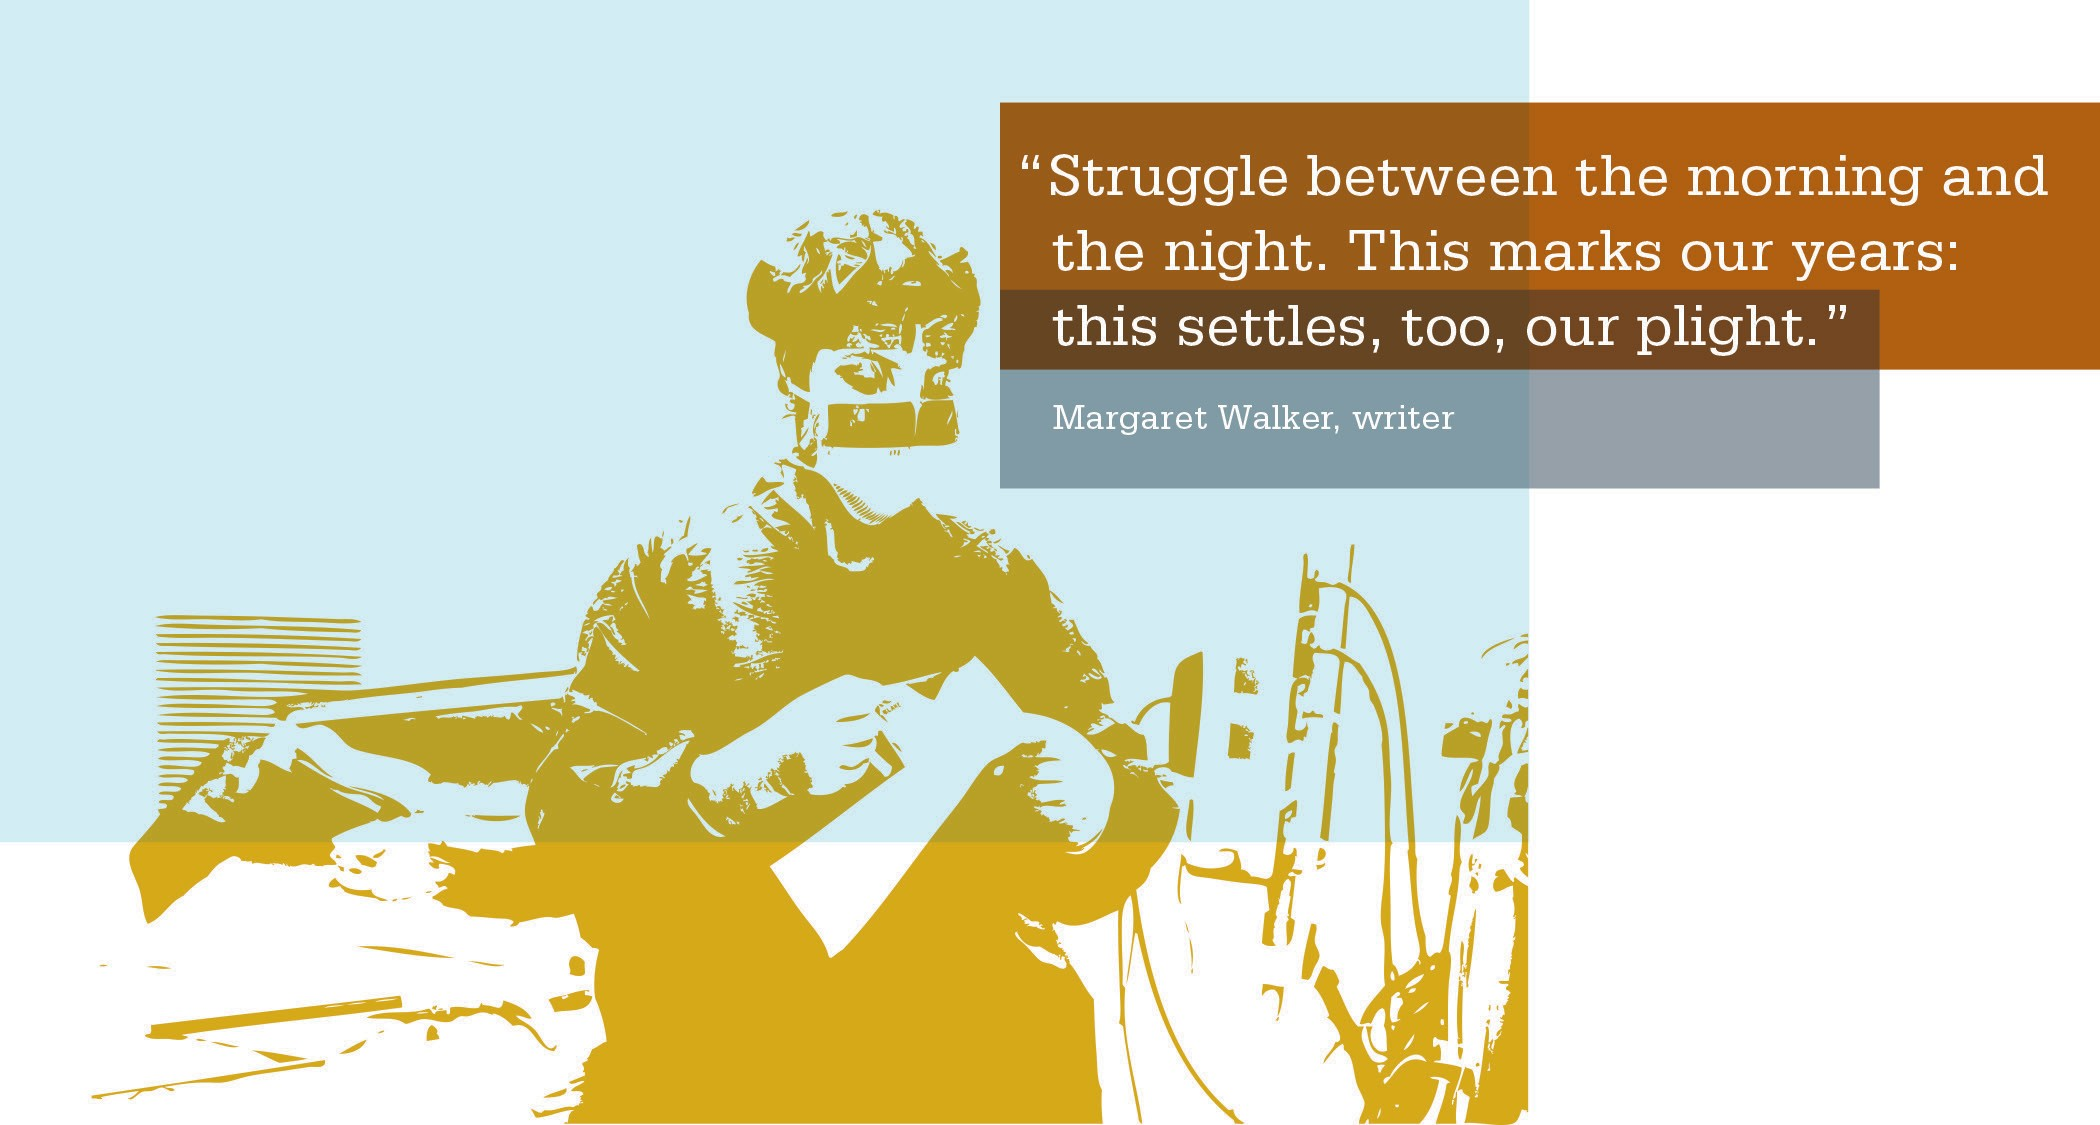 “Struggle between the morning and
the night. This marks our years:
this settles, too, our plight.”
Margaret Walker, writer